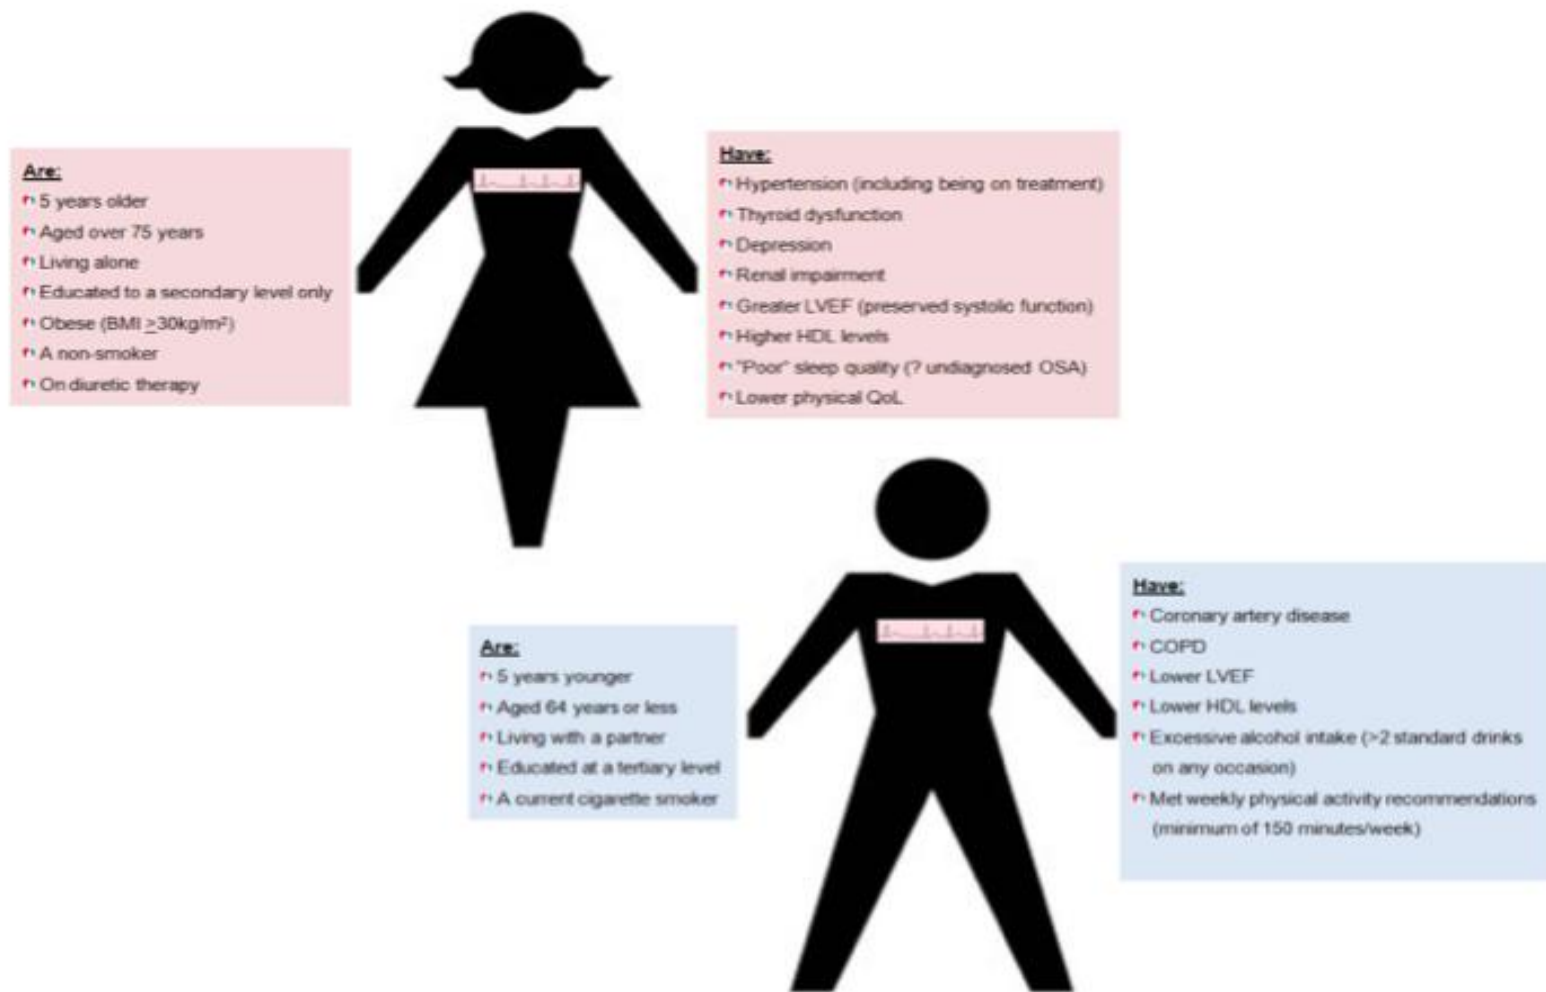 Are:
5 years older
Aged over 75 years
Living alone
Educated to a secondary level only
Obese (BMI ≥30kg/m²)
A non-smoker
On diuretic therapy
Have:
Hypertension (including being on treatment)
Thyroid dysfunction
Depression
Renal impairment
Greater LVEF (preserved systolic function)
Higher HDL levels
"Poor" sleep quality (? undiagnosed OSA)
Lower physical QoL
Are:
5 years younger
Aged 64 years or less
Living with a partner
Educated at a tertiary level
A current cigarette smoker
Have:
Coronary artery disease
COPD
Lower LVEF
Lower HDL levels
Excessive alcohol intake (>2 standard drinks
on any occasion)
Met weekly physical activity recommendations
(minimum of 150 minutes/week)